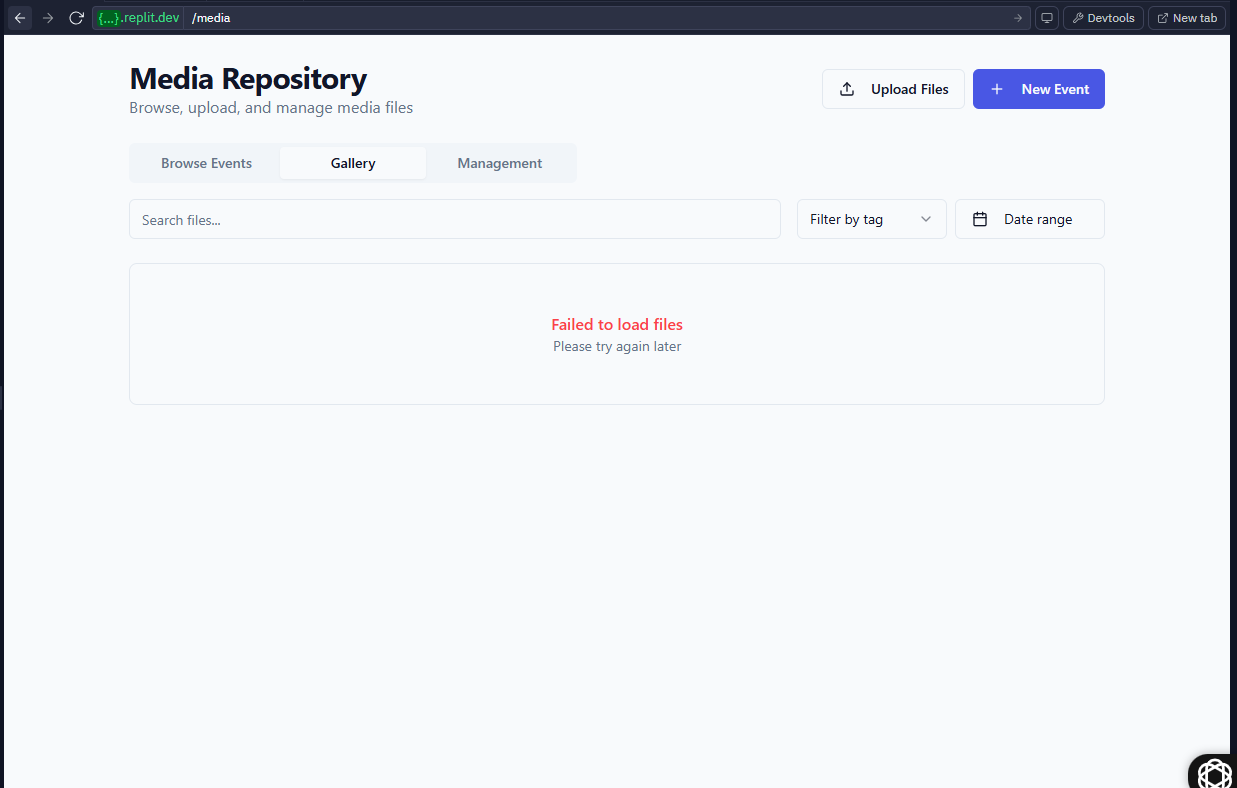 {...}.replit.dev /media Devtools New tab
Media Repository
Browse, upload, and manage media files
Upload Files New Event
Browse Events Gallery Management
Search files... Filter by tag Date range
Failed to load files
Please try again later